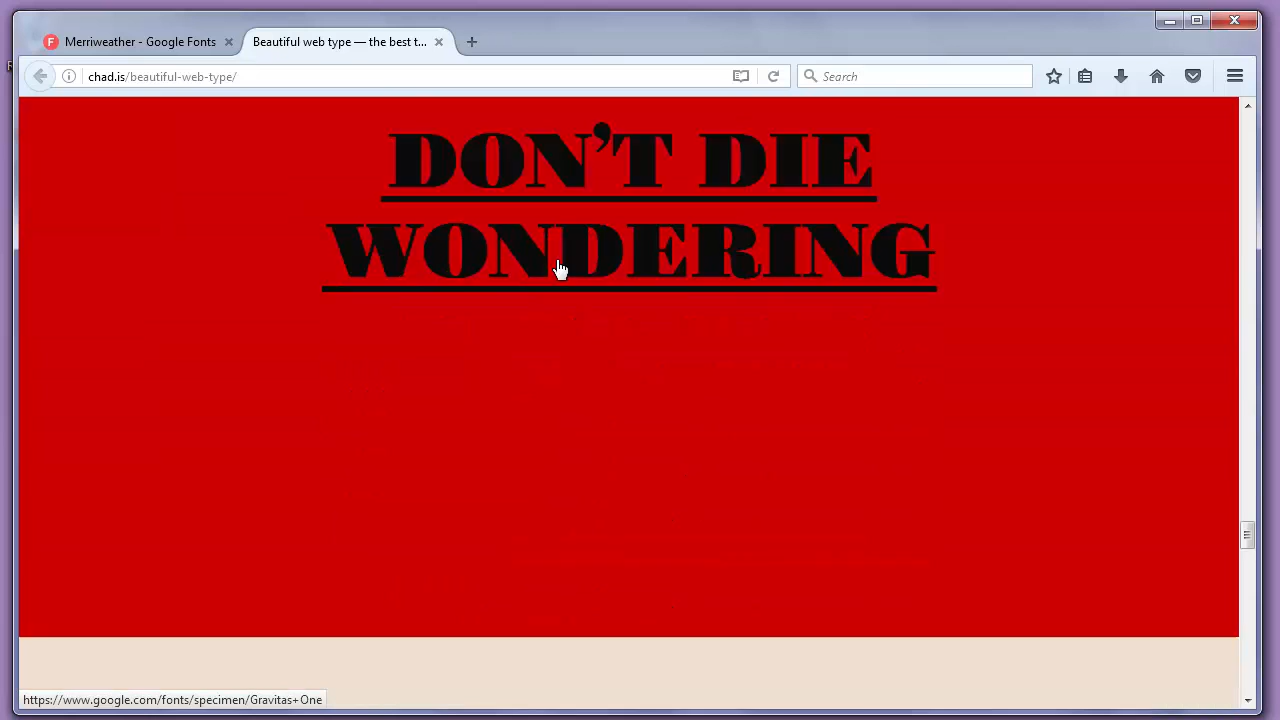 Merriweather - Google Fonts
Beautiful web type — the best t...
chad.is/beautiful-web-type/
Search
DON’T DIE
WONDERING
https://www.google.com/fonts/specimen/Gravitas+One